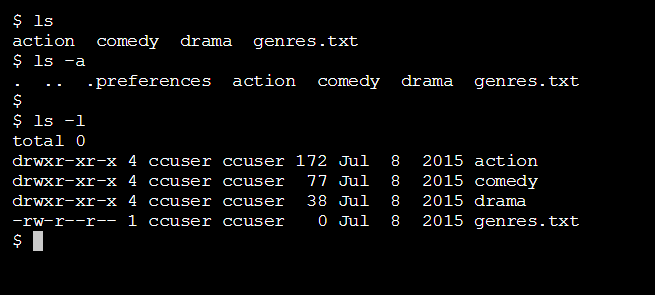 $ ls
action  comedy  drama  genres.txt
$ ls -a
.  ..  .preferences  action  comedy  drama  genres.txt
$
$ ls -l
total 0
drwxr-xr-x 4 ccuser ccuser 172 Jul  8  2015 action
drwxr-xr-x 4 ccuser ccuser  77 Jul  8  2015 comedy
drwxr-xr-x 4 ccuser ccuser  38 Jul  8  2015 drama
-rw-r--r-- 1 ccuser ccuser   0 Jul  8  2015 genres.txt
$